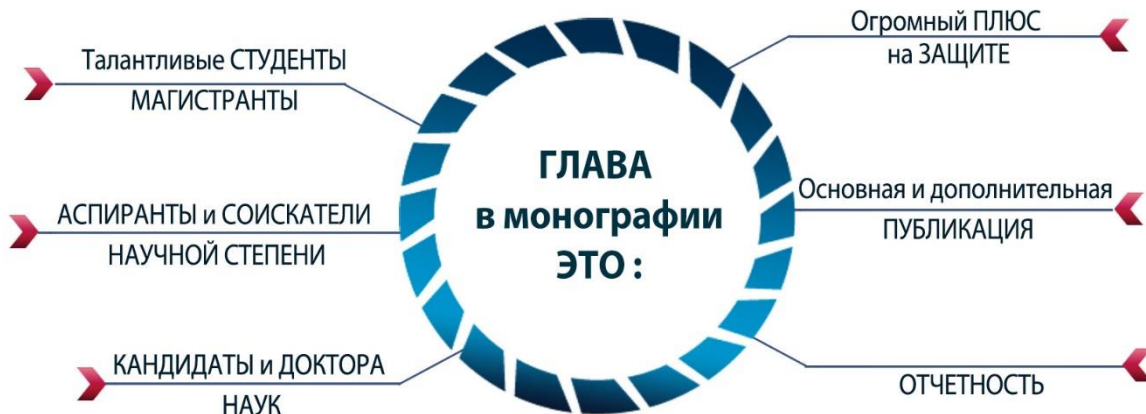 Талантливые СТУДЕНТЫ
МАГИСТРАНТЫ
АСПИРАНТЫ и СОИСКАТЕЛИ
НАУЧНОЙ СТЕПЕНИ
КАНДИДАТЫ и ДОКТОРА
НАУК
ГЛАВА
в монографии
ЭТО :
Огромный ПЛЮС
на ЗАЩИТЕ
Основная и дополнительная
ПУБЛИКАЦИЯ
ОТЧЕТНОСТЬ